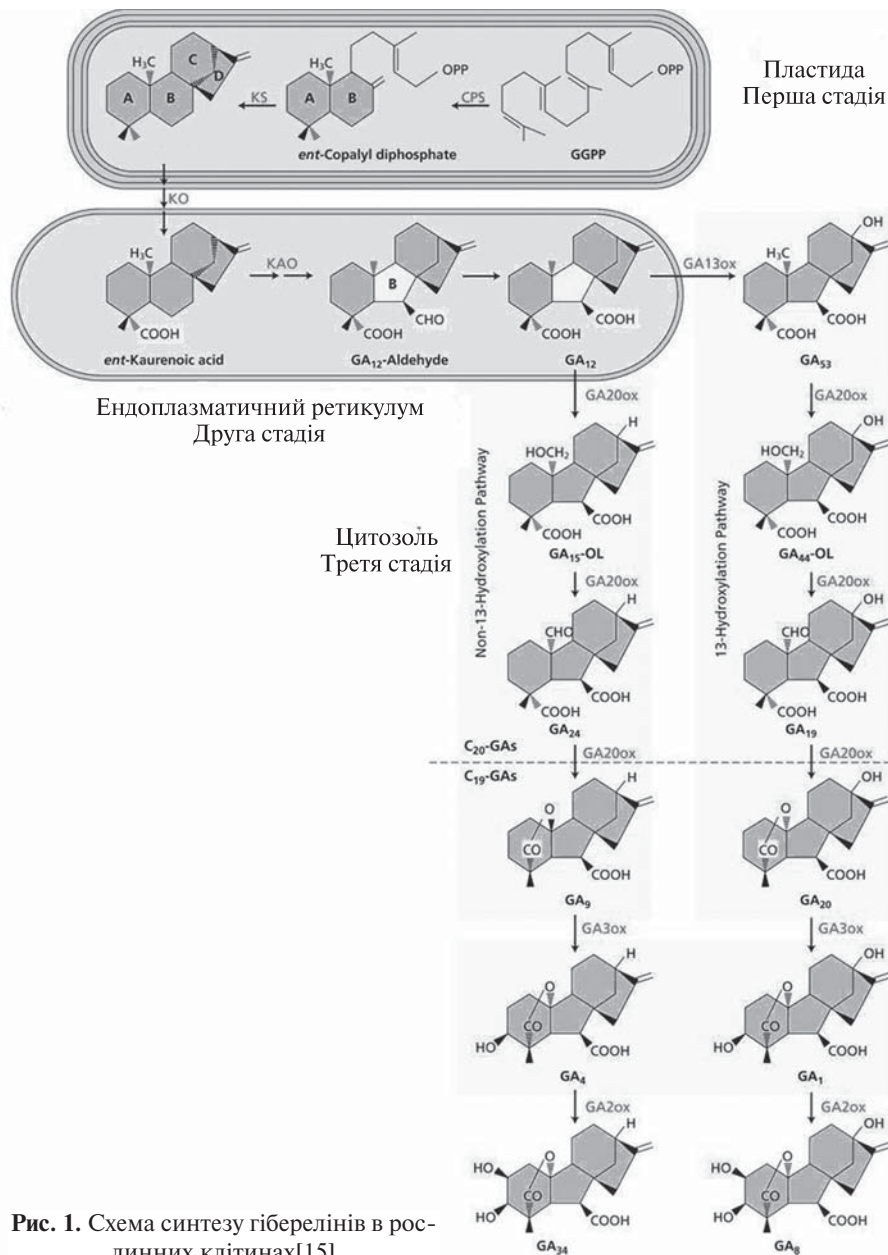 H₃C
C
D
A
B
KS
H₃C
A
B
OPP
ent-Copalyl diphosphate
CPS
OPP
GGPP
Пластида
Перша стадія
KO
H₃C
COOH
ent-Kaurenoic acid
KAO
B
CHO
COOH
GA₁₂-Aldehyde
COOH
COOH
GA₁₂
GA13ox
OH
H₃C
COOH
COOH
GA₅₃
Ендоплазматичний ретикулум
Друга стадія
GA20ox
GA20ox
Цитозоль
Третя стадія
Non-13-Hydroxylation Pathway
H
HOCH₂
COOH
COOH
GA₁₅-OL
13-Hydroxylation Pathway
OH
HOCH₂
COOH
COOH
GA₄₄-OL
GA20ox
GA20ox
H
CHO
COOH
COOH
GA₂₄
OH
CHO
COOH
COOH
GA₁₉
C₂₀-GAs
GA20ox
GA20ox
C₁₉-GAs
H
O
CO
COOH
GA₉
OH
O
CO
COOH
GA₂₀
GA3ox
GA3ox
H
O
CO
HO
COOH
GA₄
OH
O
CO
HO
COOH
GA₁
GA2ox
GA2ox
H
O
HO
CO
HO
COOH
GA₃₄
OH
O
HO
CO
HO
COOH
GA₈
Рис. 1. Схема синтезу гіберелінів в рос-
линних клітинах[15]